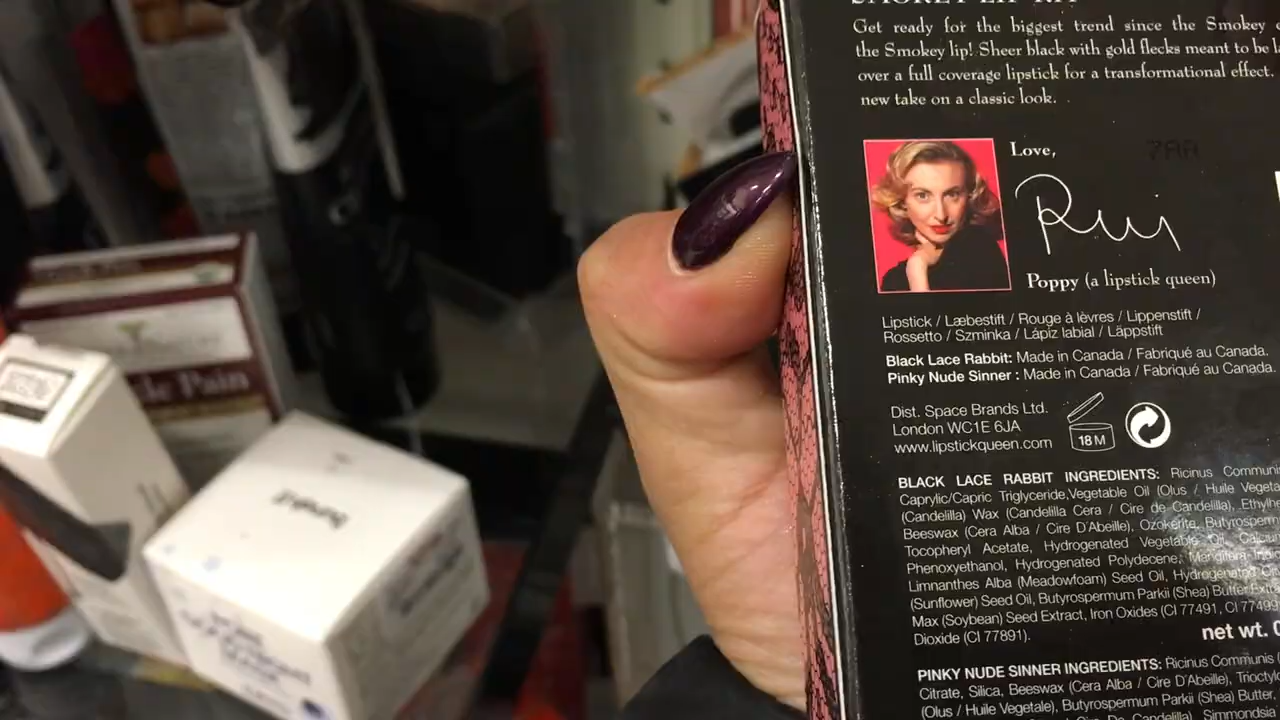 Get ready for the biggest trend since the Smokey
the Smokey lip! Sheer black with gold flecks meant to be
over a full coverage lipstick for a transformational effect.
new take on a classic look.
Love,
7AA
Poppy (a lipstick queen)
Lipstick / Læbestift / Rouge à lèvres / Lippenstift /
Rossetto / Szminka / Lápiz labial / Läppstift
Black Lace Rabbit: Made in Canada / Fabriqué au Canada.
Pinky Nude Sinner : Made in Canada / Fabriqué au Canada.
Dist. Space Brands Ltd.
London WC1E 6JA
www.lipstickqueen.com
18 M
BLACK LACE RABBIT INGREDIENTS: Ricinus
Caprylic/Capric Triglyceride,Vegetable Oil (Olus / Huile
(Candelilla) Wax (Candelilla Cera / Cire de Candelilla),
Beeswax (Cera Alba / Cire D'Abeille), Ozokerite,
Tocopheryl Acetate, Hydrogenated Vegetable Oil,
Phenoxyethanol, Hydrogenated Polydecene,
Limnanthes Alba (Meadowfoam) Seed Oil,
(Sunflower) Seed Oil, Butyrospermum Parkii (Shea) Butter
Max (Soybean) Seed Extract, Iron Oxides (CI 77491,
Dioxide (CI 77891).
net wt.
PINKY NUDE SINNER INGREDIENTS: Ricinus
Citrate, Silica, Beeswax (Cera Alba / Cire D'Abeille),
(Olus / Huile Vegetale), Butyrospermum Parkii (Shea) Butter,
Pain